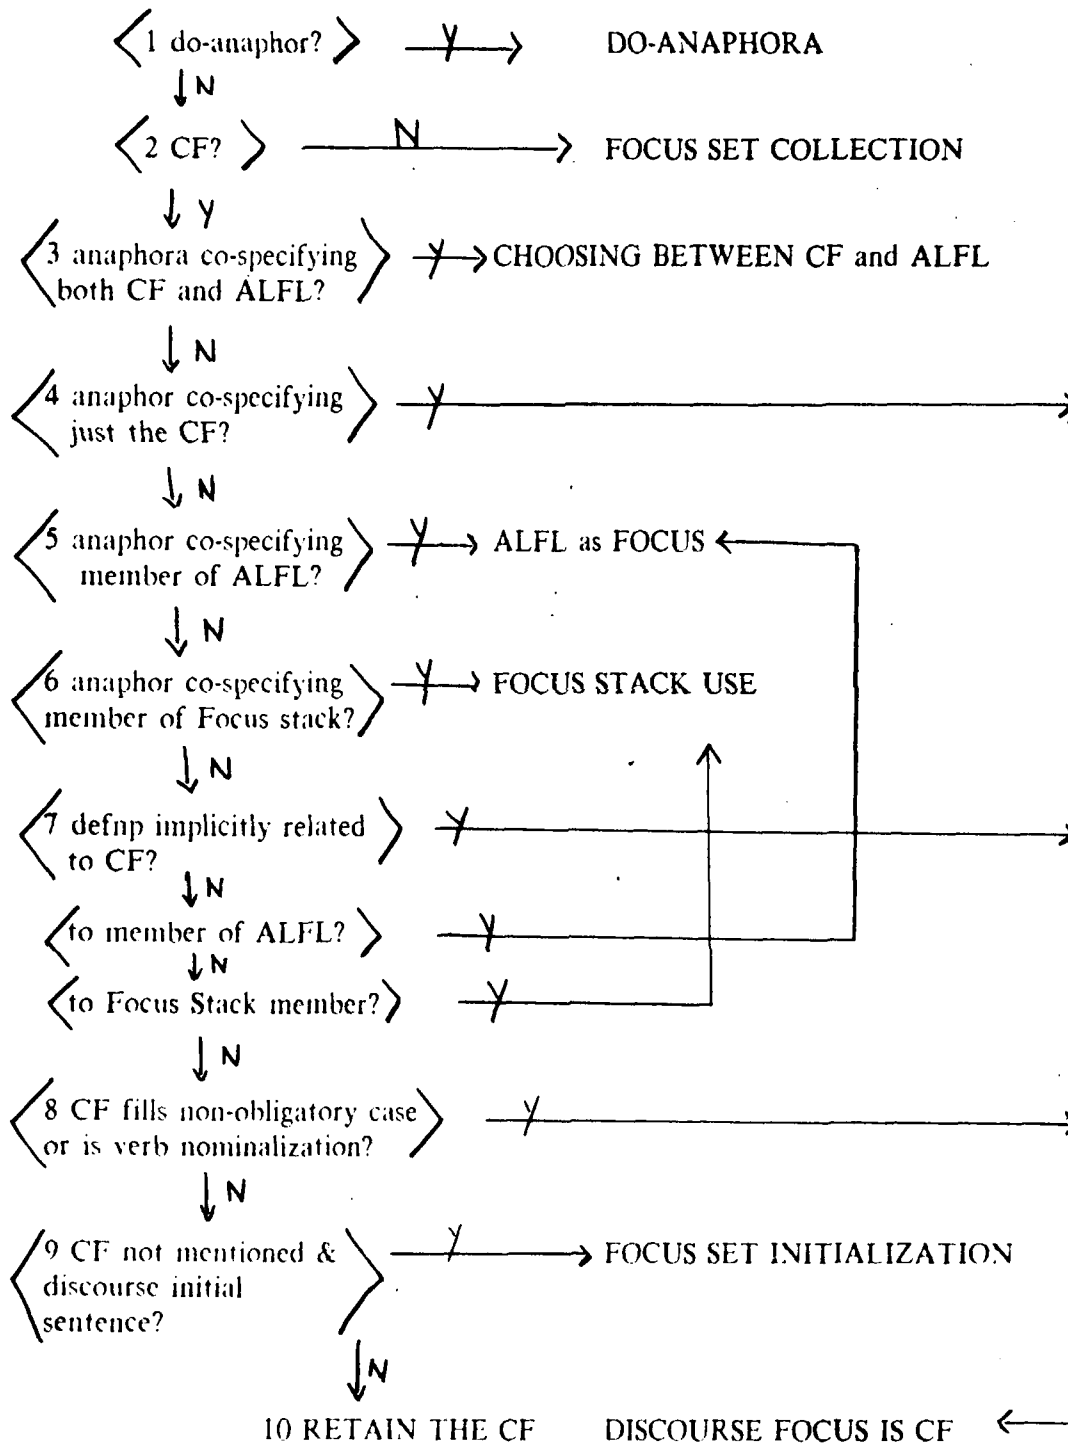 1 do-anaphor? Y DO-ANAPHORA
N
2 CF? N FOCUS SET COLLECTION
Y
3 anaphora co-specifying Y CHOOSING BETWEEN CF and ALFL
both CF and ALFL?
N
4 anaphor co-specifying Y
just the CF?
N
5 anaphor co-specifying Y ALFL as FOCUS
member of ALFL?
N
6 anaphor co-specifying Y FOCUS STACK USE
member of Focus stack?
N
7 defnp implicitly related Y
to CF?
N
to member of ALFL? Y
N
to Focus Stack member? Y
N
8 CF fills non-obligatory case Y
or is verb nominalization?
N
9 CF not mentioned & Y FOCUS SET INITIALIZATION
discourse initial
sentence?
N
10 RETAIN THE CF DISCOURSE FOCUS IS CF